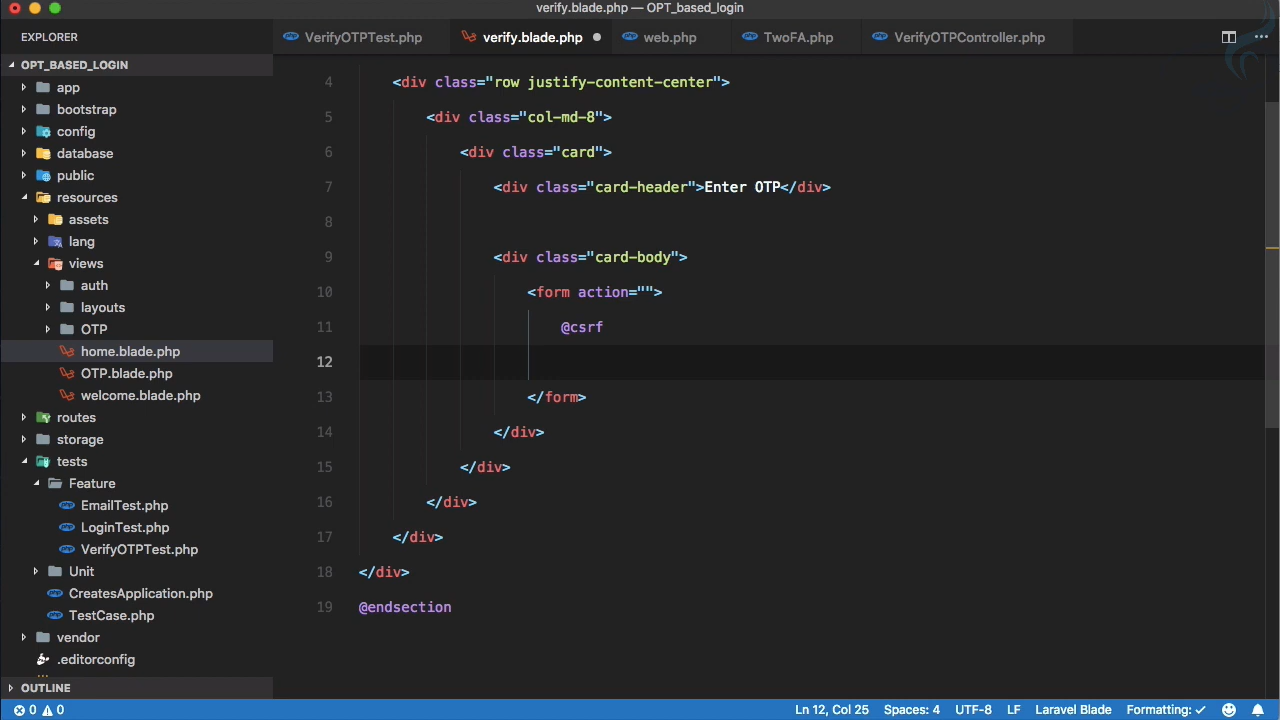 verify.blade.php — OPT_based_login
EXPLORER
VerifyOTPTest.php
verify.blade.php
web.php
TwoFA.php
VerifyOTPController.php
OPT_BASED_LOGIN
app
bootstrap
config
database
public
resources
assets
lang
views
auth
layouts
OTP
home.blade.php
OTP.blade.php
welcome.blade.php
routes
storage
tests
Feature
EmailTest.php
LoginTest.php
VerifyOTPTest.php
Unit
CreatesApplication.php
TestCase.php
vendor
.editorconfig
OUTLINE
4 <div class="row justify-content-center">
5 <div class="col-md-8">
6 <div class="card">
7 <div class="card-header">Enter OTP</div>
8
9 <div class="card-body">
10 <form action="">
11 @csrf
12
13 </form>
14 </div>
15 </div>
16 </div>
17 </div>
18 </div>
19 @endsection
0 0
Ln 12, Col 25
Spaces: 4
UTF-8
LF
Laravel Blade
Formatting: ✓